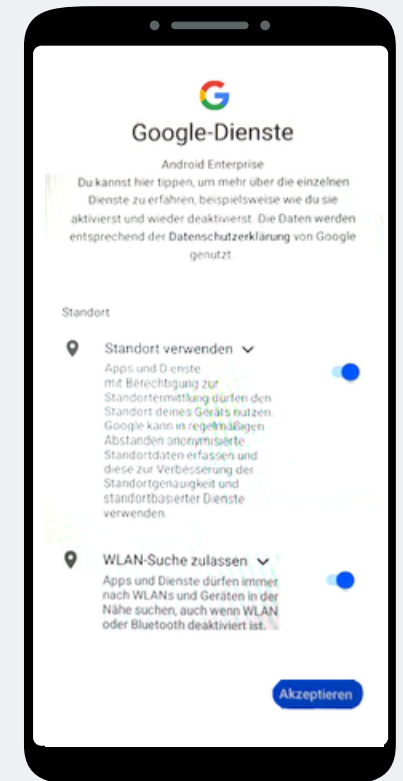 Google-Dienste
Android Enterprise
Du kannst hier tippen, um mehr über die einzelnen
Dienste zu erfahren, beispielsweise wie du sie
aktivierst und wieder deaktivierst. Die Daten werden
entsprechend der Datenschutzerklärung von Google
genutzt.
Standort
Standort verwenden
Apps und Dienste
mit Berechtigung zur
Standortermittlung dürfen den
Standort deines Geräts nutzen.
Google kann in regelmäßigen
Abständen anonymisierte
Standortdaten erfassen und
diese zur Verbesserung der
Standortgenauigkeit und
standortbasierter Dienste
verwenden.
WLAN-Suche zulassen
Apps und Dienste dürfen immer
nach WLANs und Geräten in der
Nähe suchen, auch wenn WLAN
oder Bluetooth deaktiviert ist.
Akzeptieren